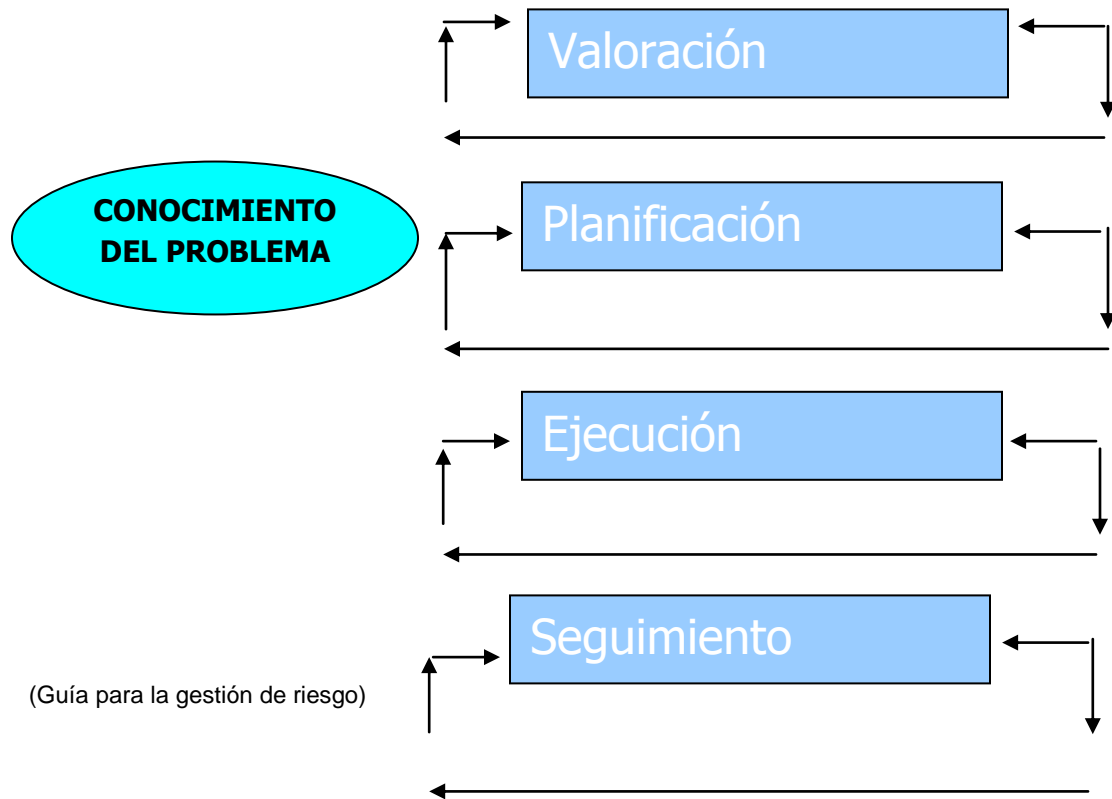 Valoración
CONOCIMIENTO
DEL PROBLEMA
Planificación
Ejecución
Seguimiento
(Guía para la gestión de riesgo)